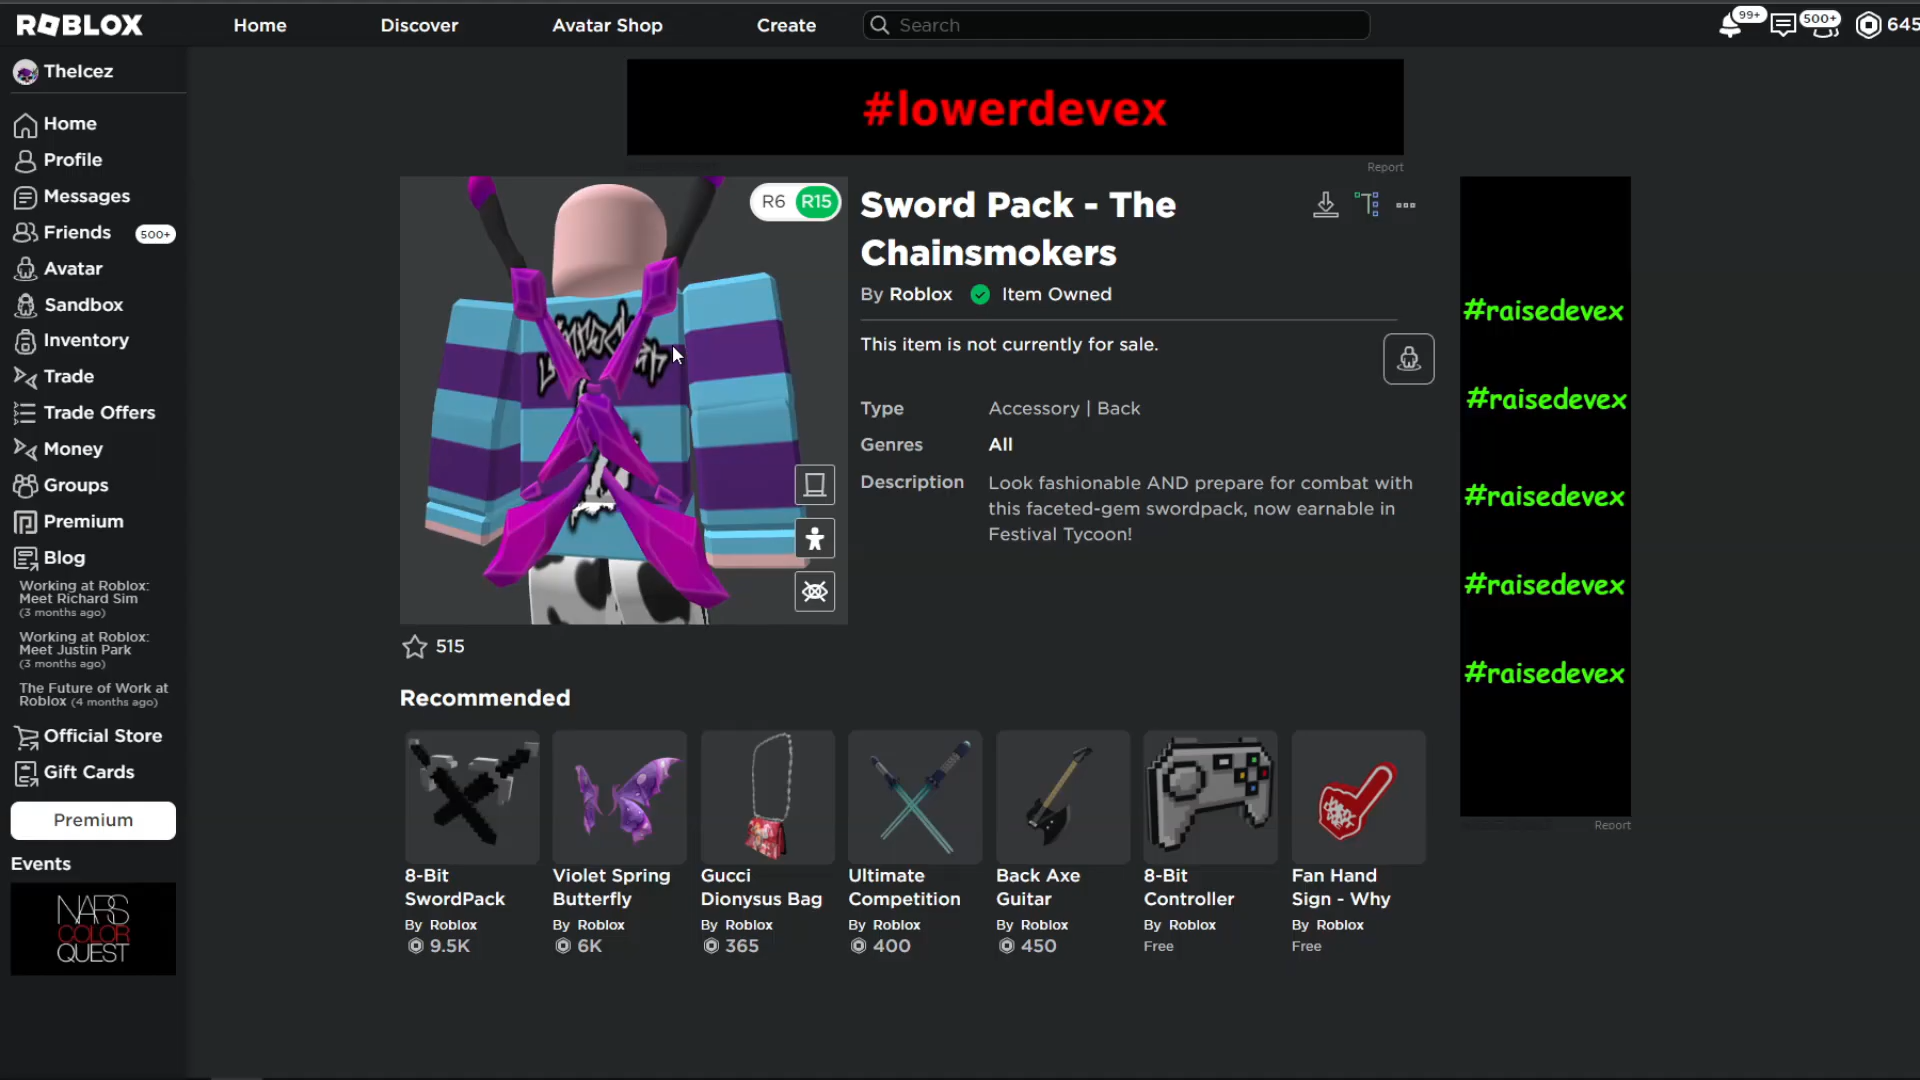 ROBLOX
Home
Discover
Avatar Shop
Create
Search
99+
500+
645
TheIcez
Home
Profile
Messages
Friends
500+
Avatar
Sandbox
Inventory
Trade
Trade Offers
Money
Groups
Premium
Blog
Working at Roblox:
Meet Richard Sim
(3 months ago)
Working at Roblox:
Meet Justin Park
(3 months ago)
The Future of Work at
Roblox (4 months ago)
Official Store
Gift Cards
Premium
Events
NARS
COLOR
QUEST
#lowerdevex
Report
R6 R15
Sword Pack - The
Chainsmokers
By Roblox Item Owned
This item is not currently for sale.
Type Accessory | Back
Genres All
Description Look fashionable AND prepare for combat with
this faceted-gem swordpack, now earnable in
Festival Tycoon!
515
#raisedevex
#raisedevex
#raisedevex
#raisedevex
#raisedevex
Report
Recommended
8-Bit
SwordPack
By Roblox
9.5K
Violet Spring
Butterfly
By Roblox
6K
Gucci
Dionysus Bag
By Roblox
365
Ultimate
Competition
By Roblox
400
Back Axe
Guitar
By Roblox
450
8-Bit
Controller
By Roblox
Free
Fan Hand
Sign - Why
By Roblox
Free